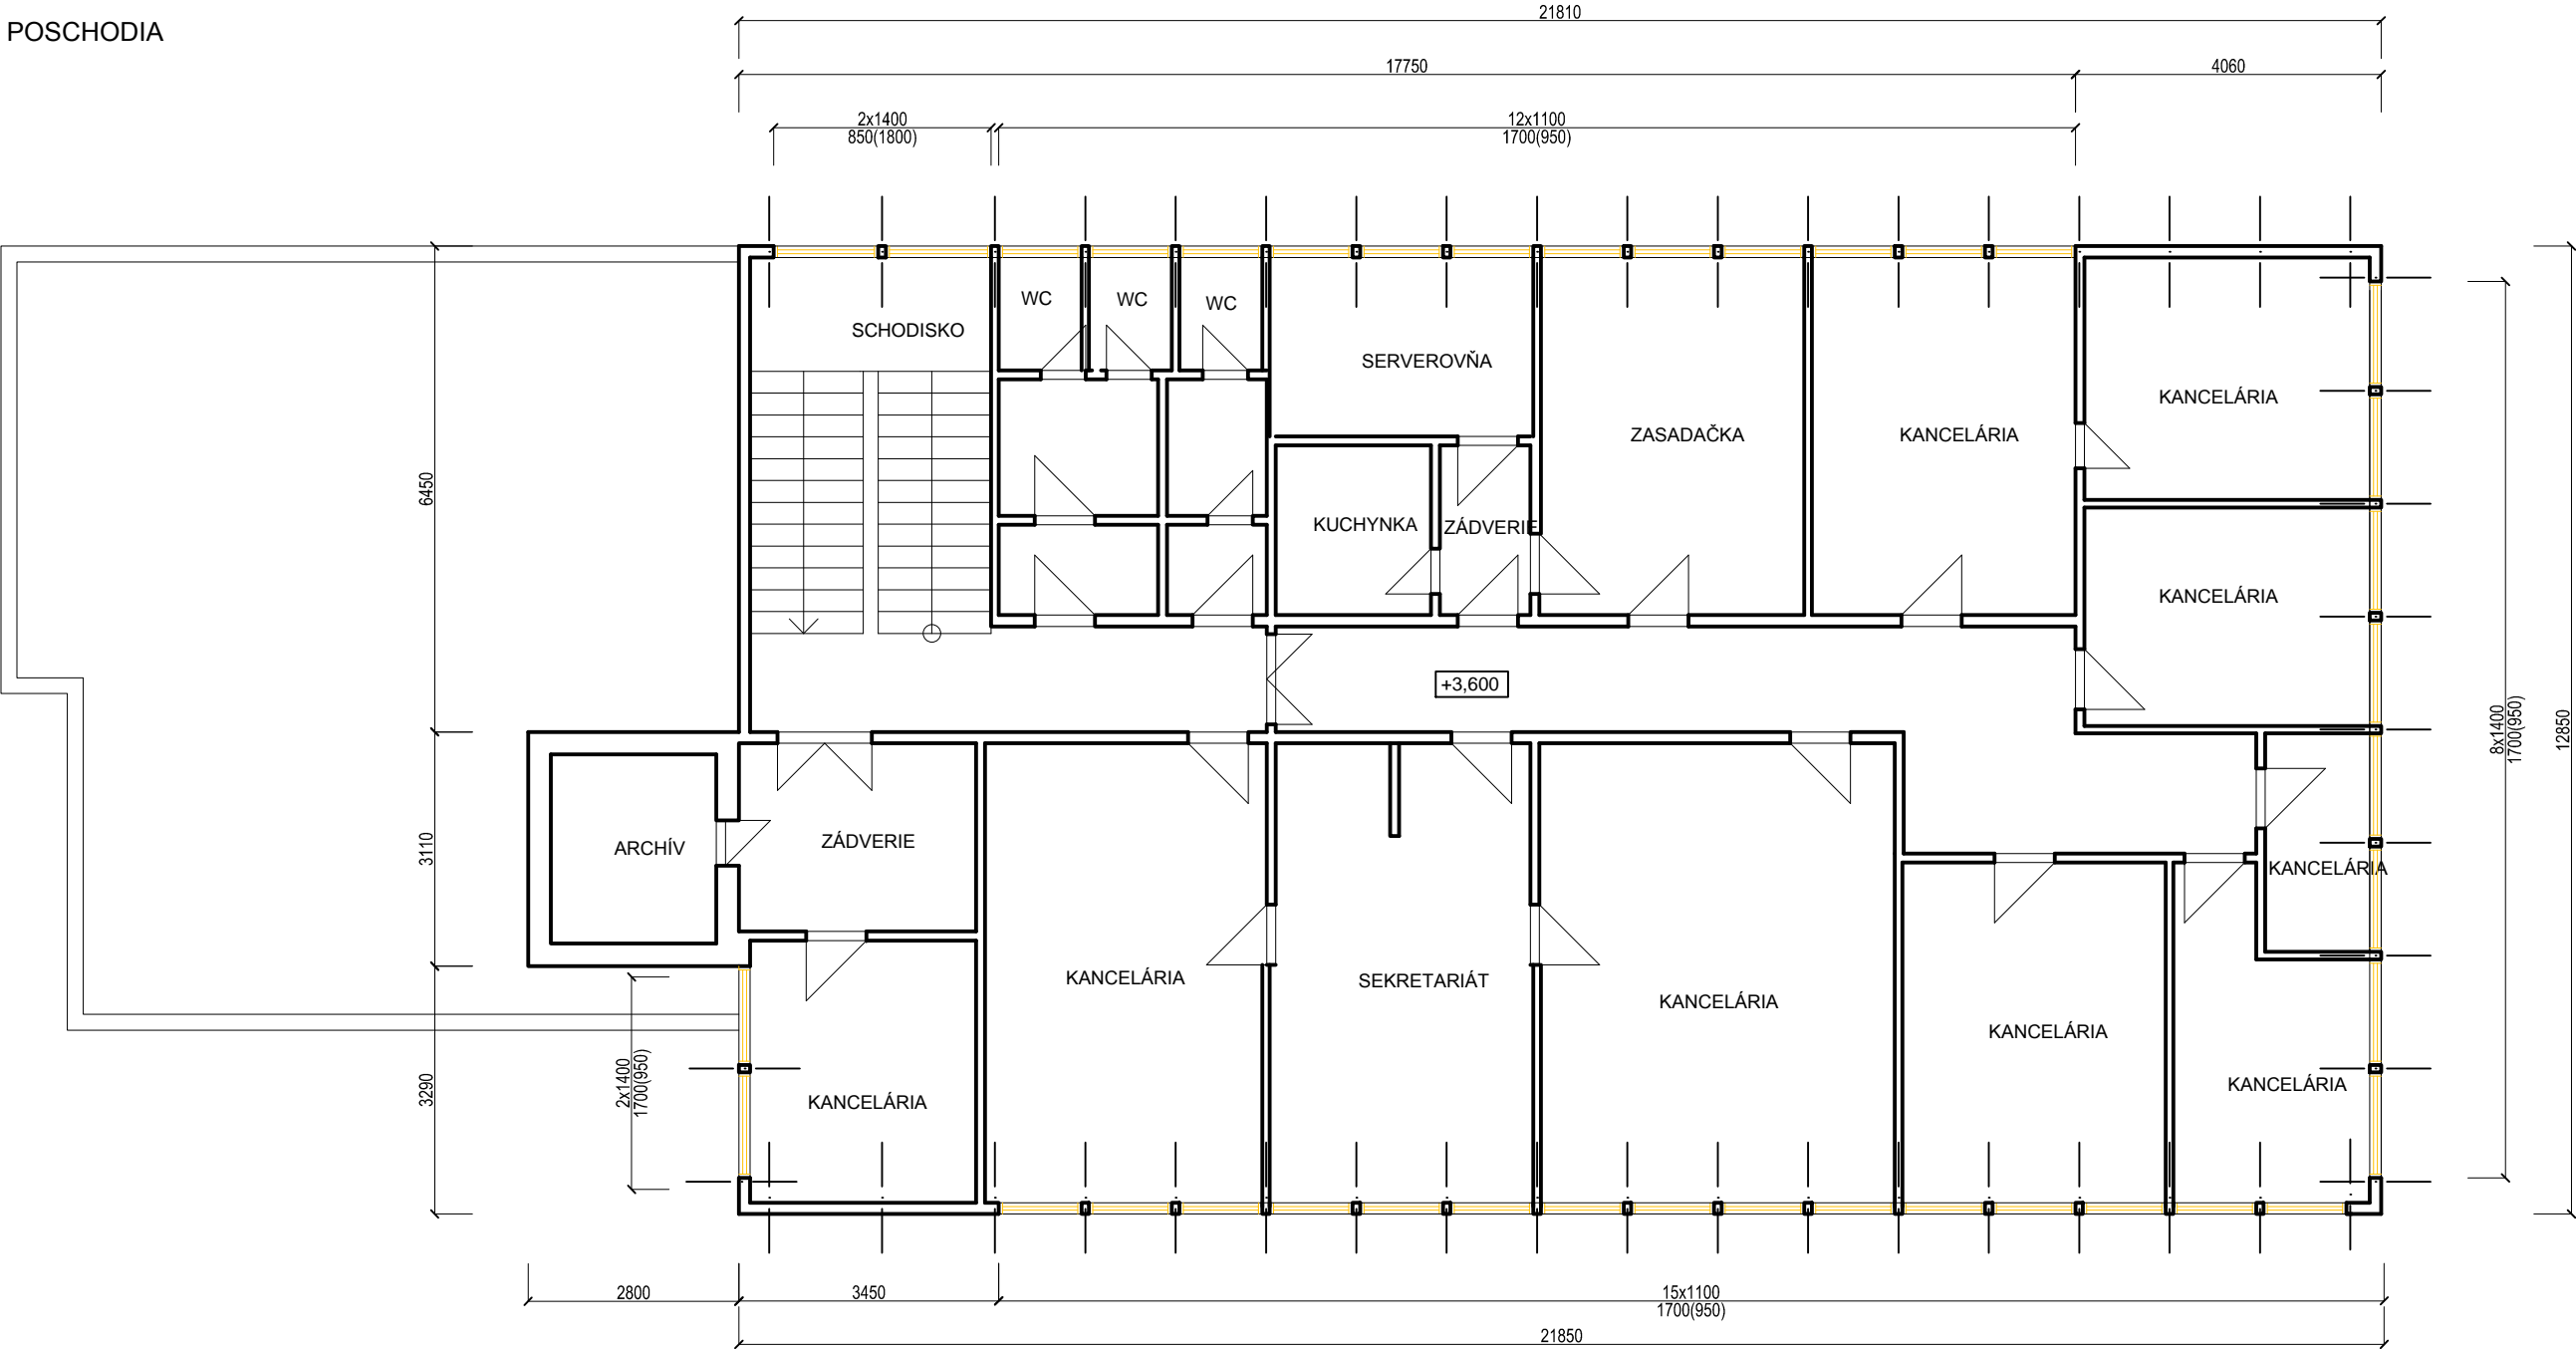 21810
POSCHODIA
17750
4060
2x1400
850(1800)
12x1100
1700(950)
WC
WC
WC
SCHODISKO
SERVEROVŇA
KANCELÁRIA
ZASADAČKA
KANCELÁRIA
6450
KUCHYNKA
ZÁDVERIE
KANCELÁRIA
+3,600
8x1400
1700(950)
12850
3110
ARCHÍV
ZÁDVERIE
KANCELÁRIA
KANCELÁRIA
SEKRETARIÁT
KANCELÁRIA
KANCELÁRIA
3290
2x1400
1700(950)
KANCELÁRIA
KANCELÁRIA
2800
3450
15x1100
1700(950)
21850